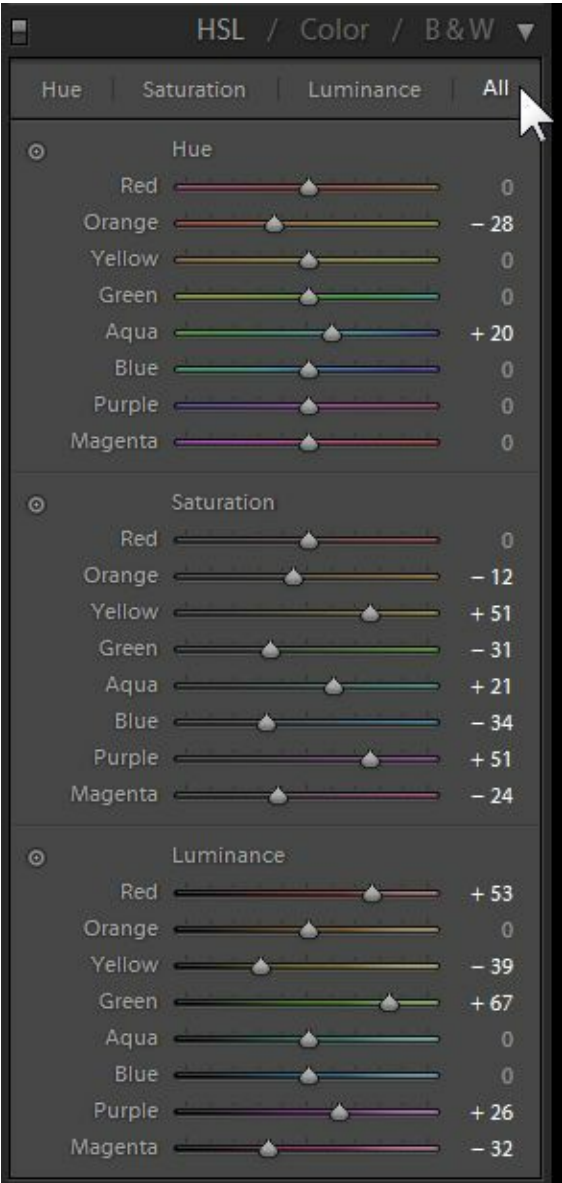 HSL / Color / B & W ▼
Hue | Saturation | Luminance | All
Hue
Red 0
Orange – 28
Yellow 0
Green 0
Aqua + 20
Blue 0
Purple 0
Magenta 0
Saturation
Red 0
Orange – 12
Yellow + 51
Green – 31
Aqua + 21
Blue – 34
Purple + 51
Magenta – 24
Luminance
Red + 53
Orange 0
Yellow – 39
Green + 67
Aqua 0
Blue 0
Purple + 26
Magenta – 32